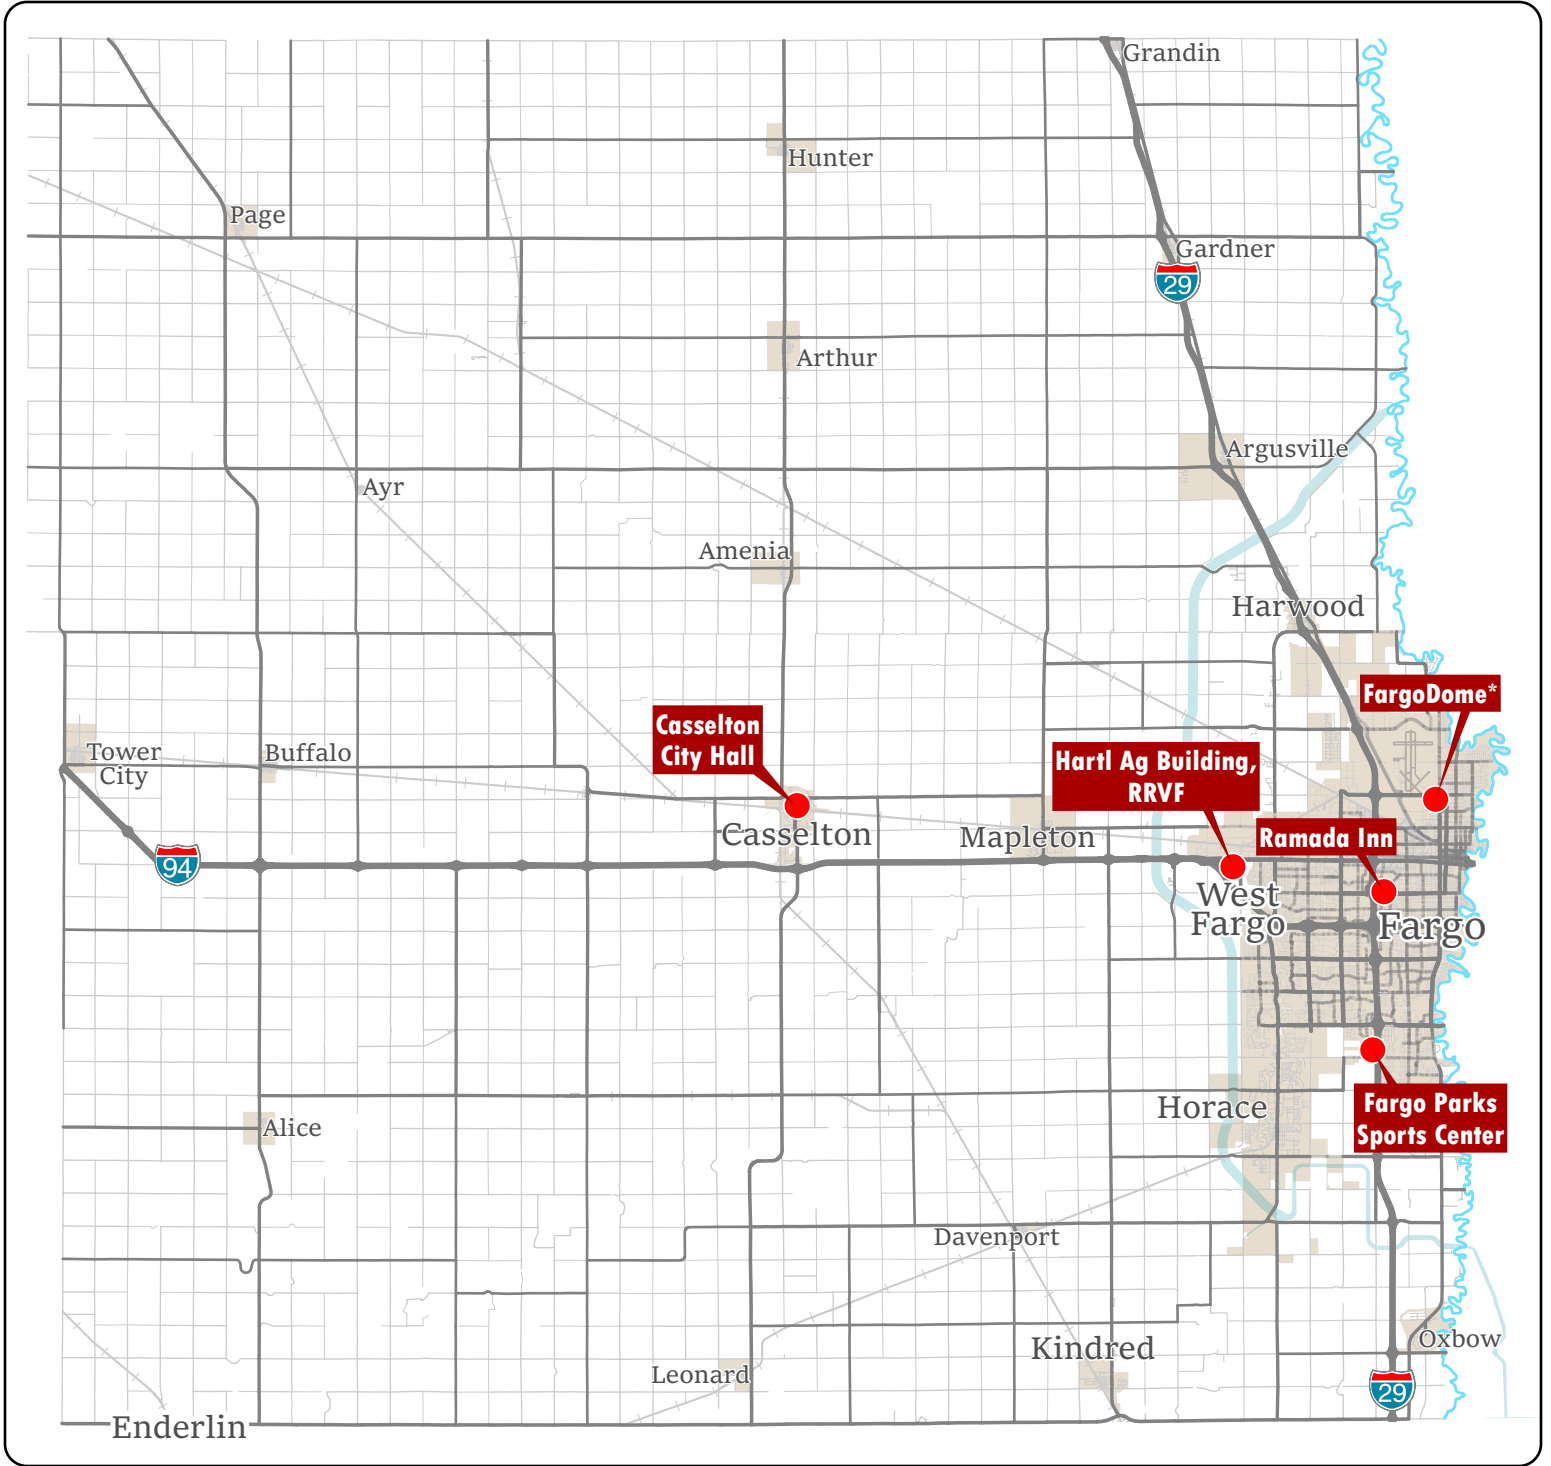 Grandin
Hunter
Page
Gardner
29
Arthur
Argusville
Ayr
Amenia
Harwood
FargoDome*
Casselton
City Hall
Tower
City
Buffalo
Hartl Ag Building,
RRVF
Casselton
Mapleton
Ramada Inn
94
West
Fargo
Fargo
Fargo Parks
Sports Center
Horace
Alice
Davenport
Oxbow
Kindred
Leonard
29
Enderlin